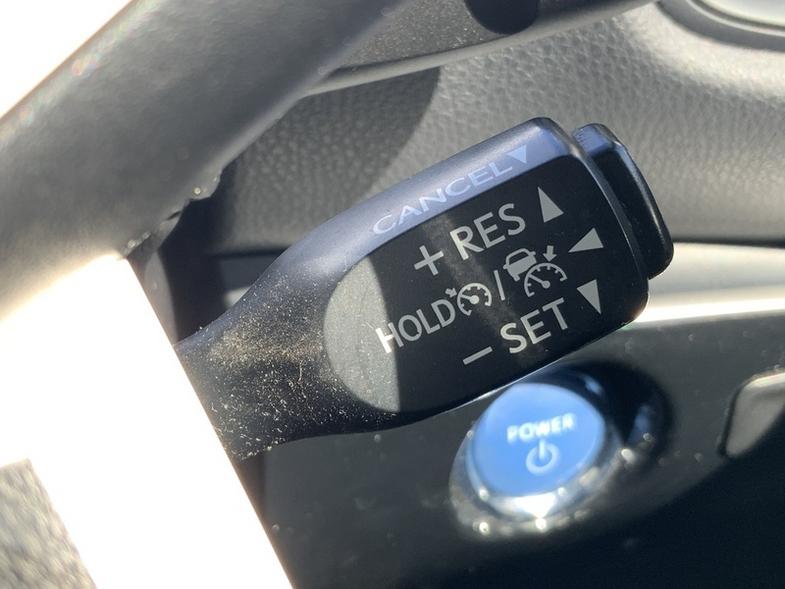 CANCEL
+ RES
HOLD /
− SET
POWER